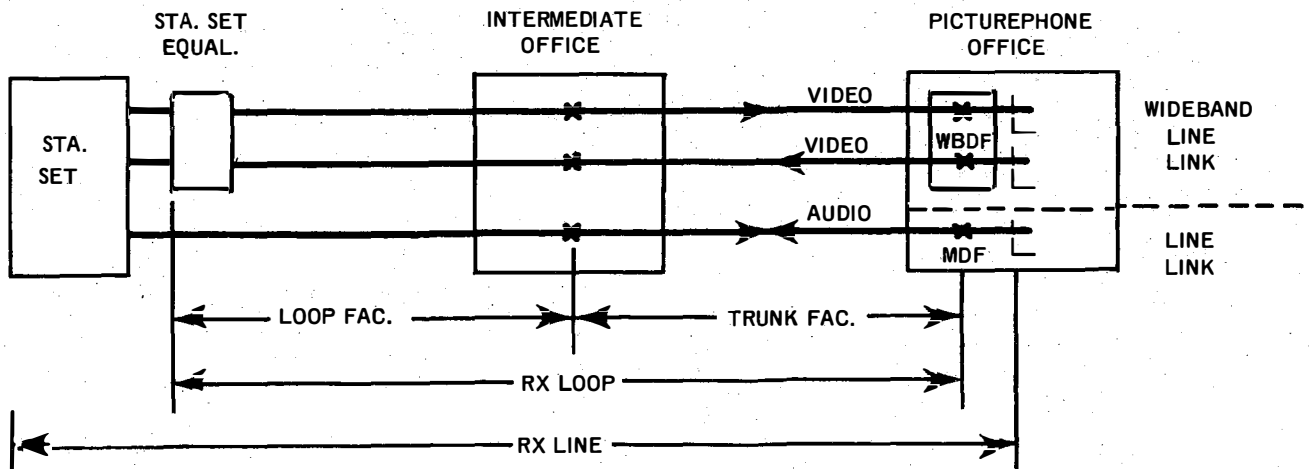 STA. SET
EQUAL.
INTERMEDIATE
OFFICE
PICTUREPHONE
OFFICE
STA.
SET
VIDEO
VIDEO
AUDIO
WBDF
MDF
WIDEBAND
LINE
LINK
LINE
LINK
LOOP FAC.
TRUNK FAC.
RX LOOP
RX LINE